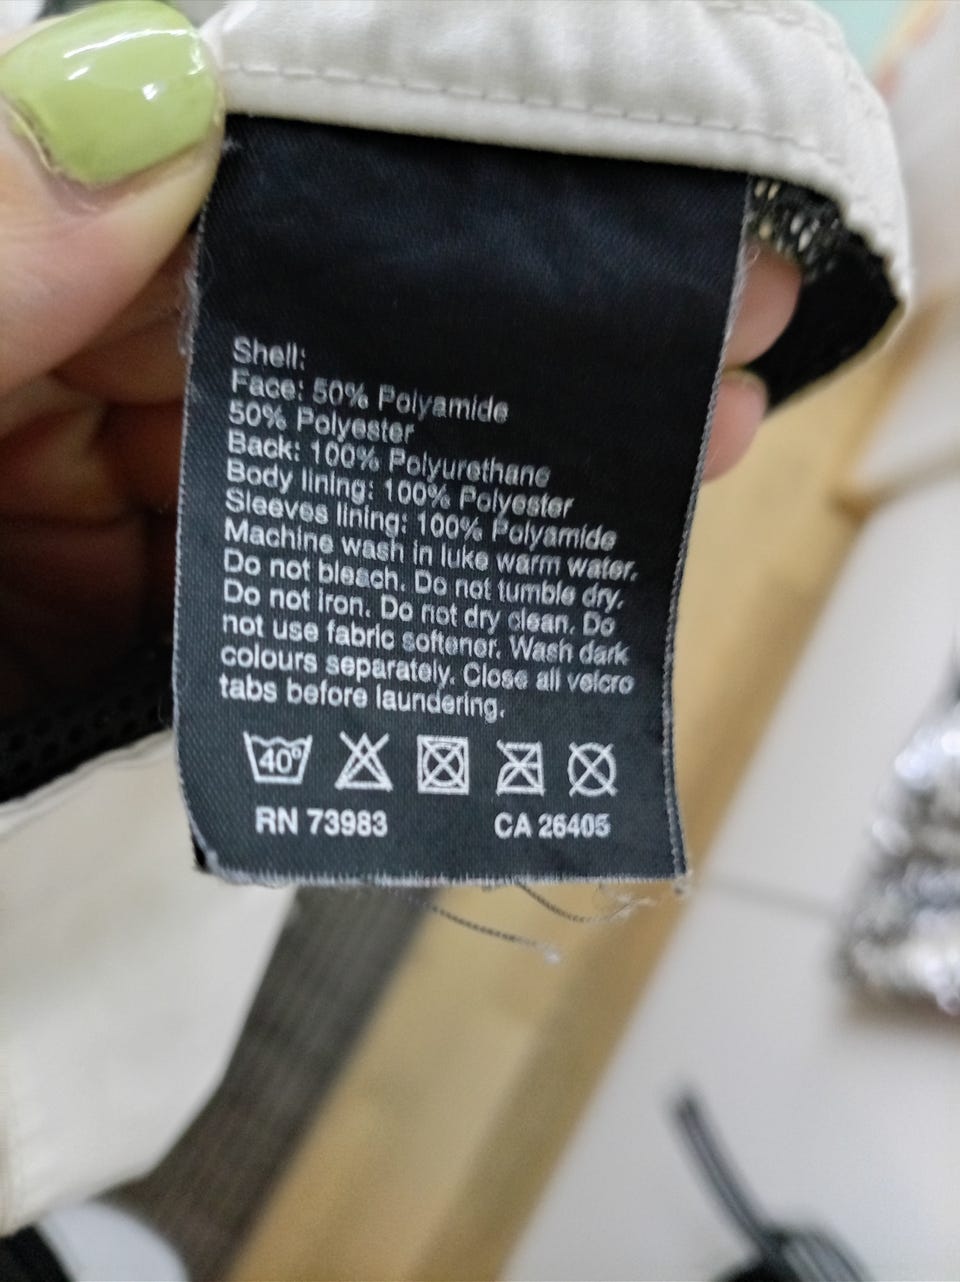 Shell:
Face: 50% Polyamide
50% Polyester
Back: 100% Polyurethane
Body lining: 100% Polyester
Sleeves lining: 100% Polyamide
Machine wash in luke warm water.
Do not bleach. Do not tumble dry.
Do not iron. Do not dry clean. Do
not use fabric softener. Wash dark
colours separately. Close all velcro
tabs before laundering.
40°
RN 73983 CA 26405